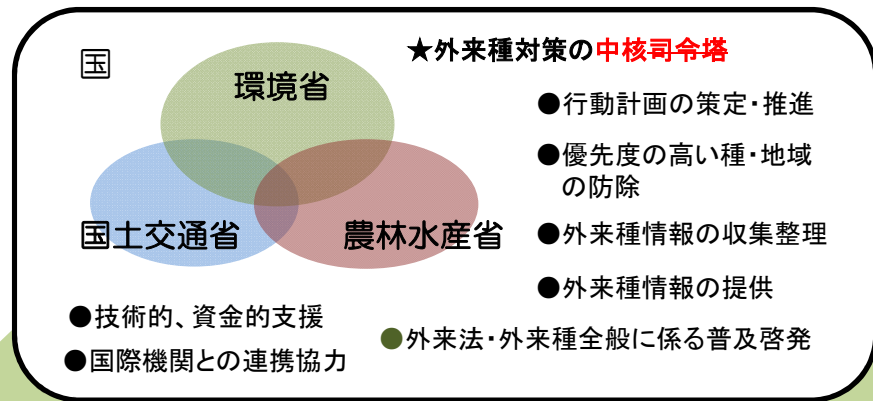 国
★外来種対策の中核司令塔
環境省
国土交通省
農林水産省
●行動計画の策定・推進
●優先度の高い種・地域
の防除
●外来種情報の収集整理
●外来種情報の提供
●技術的、資金的支援
●国際機関との連携協力
●外来法・外来種全般に係る普及啓発